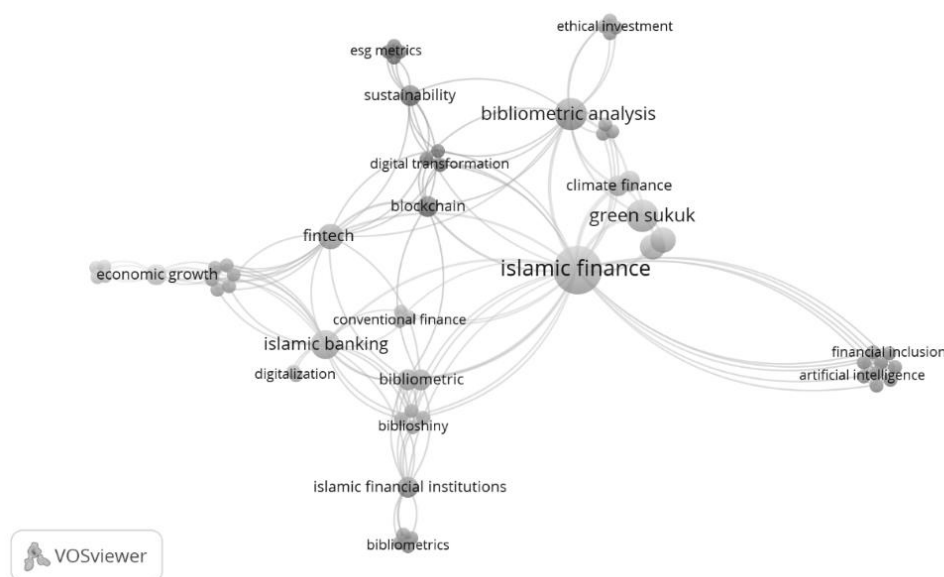 ethical investment
esg metrics
sustainability
bibliometric analysis
digital transformation
climate finance
blockchain
green sukuk
fintech
islamic finance
economic growth
conventional finance
islamic banking
financial inclusion
digitalization
artificial intelligence
bibliometric
biblioshiny
islamic financial institutions
bibliometrics
VOSviewer